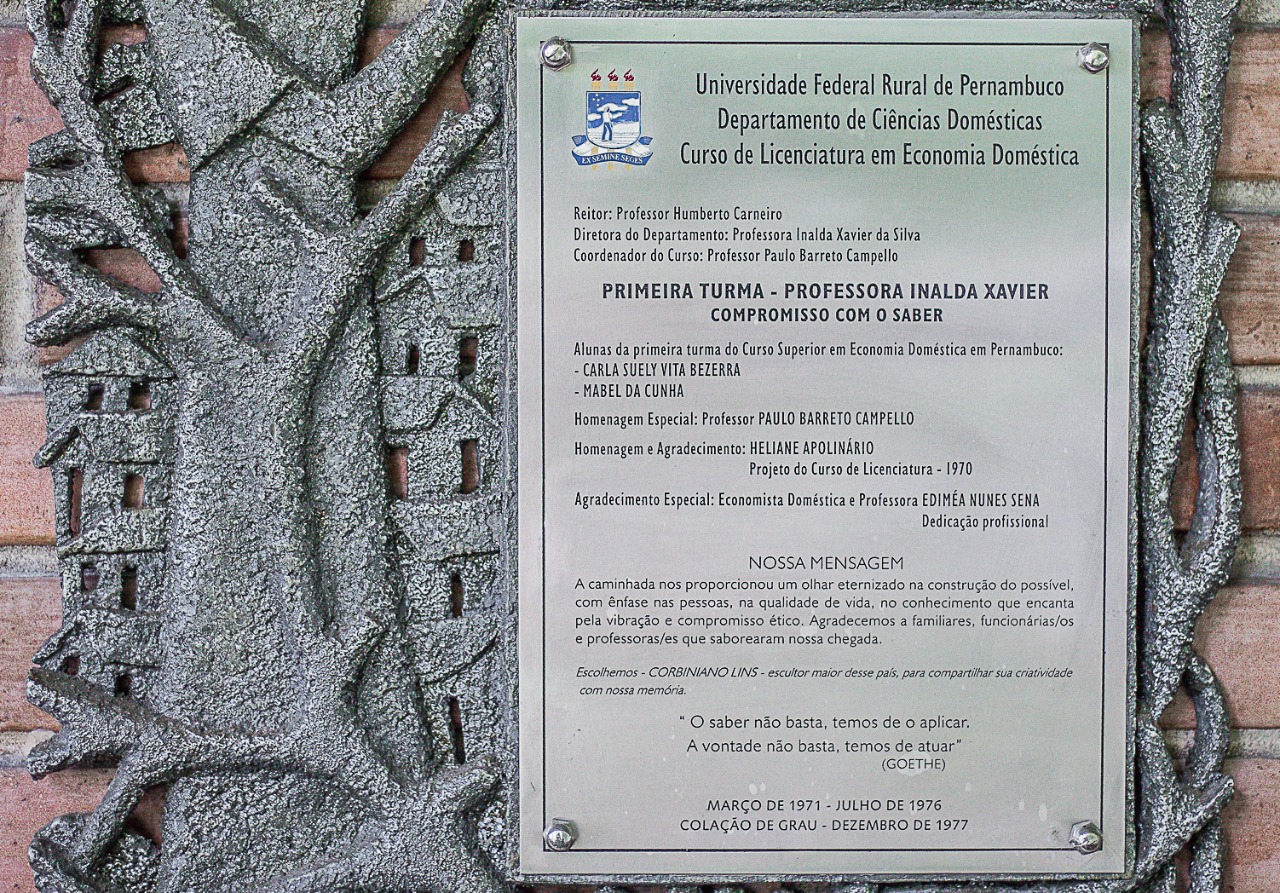 Universidade Federal Rural de Pernambuco
Departamento de Ciências Domésticas
Curso de Licenciatura em Economia Doméstica
EX SEMINE SEGES
Reitor: Professor Humberto Carneiro
Diretora do Departamento: Professora Inalda Xavier da Silva
Coordenador do Curso: Professor Paulo Barreto Campello
PRIMEIRA TURMA - PROFESSORA INALDA XAVIER
COMPROMISSO COM O SABER
Alunas da primeira turma do Curso Superior em Economia Doméstica em Pernambuco:
- CARLA SUELY VITA BEZERRA
- MABEL DA CUNHA
Homenagem Especial: Professor PAULO BARRETO CAMPELLO
Homenagem e Agradecimento: HELIANE APOLINÁRIO
Projeto do Curso de Licenciatura - 1970
Agradecimento Especial: Economista Doméstica e Professora EDIMÉA NUNES SENA
Dedicação profissional
NOSSA MENSAGEM
A caminhada nos proporcionou um olhar eternizado na construção do possível,
com ênfase nas pessoas, na qualidade de vida, no conhecimento que encanta
pela vibração e compromisso ético. Agradecemos a familiares, funcionárias/os
e professoras/es que saborearam nossa chegada.
Escolhemos - CORBINIANO LINS - escultor maior desse país, para compartilhar sua criatividade
com nossa memória.
“ O saber não basta, temos de o aplicar.
A vontade não basta, temos de atuar”
(GOETHE)
MARÇO DE 1971 - JULHO DE 1976
COLAÇÃO DE GRAU - DEZEMBRO DE 1977